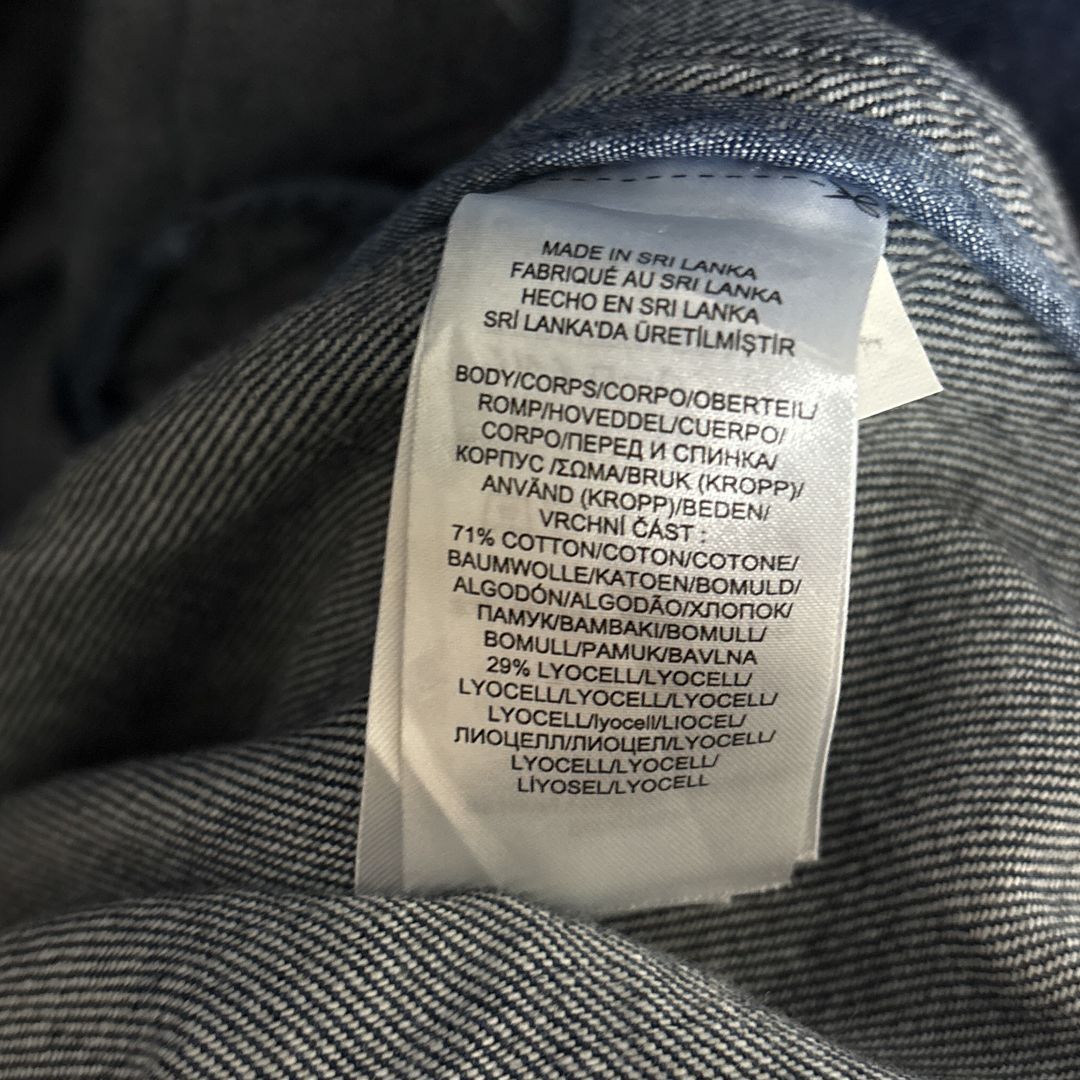 MADE IN SRI LANKA
FABRIQUÉ AU SRI LANKA
HECHO EN SRI LANKA
SRİ LANKA'DA ÜRETİLMİŞTİR
BODY/CORPS/CORPO/OBERTEIL/
ROMP/HOVEDDEL/CUERPO/
CORPO/ПЕРЕД И СПИНКА/
КОРПУС /ΣΩΜΑ/BRUK (KROPP)/
ANVÄND (KROPP)/BEDEN/
VRCHNÍ ČÁST :
71% COTTON/COTON/COTONE/
BAUMWOLLE/KATOEN/BOMULD/
ALGODÓN/ALGODÃO/ХЛОПОК/
ПАМУК/ΒΑΜΒΑΚΙ/BOMULL/
BOMULL/PAMUK/BAVLNA
29% LYOCELL/LYOCELL/
LYOCELL/LYOCELL/LYOCELL/
LYOCELL/lyocell/LIOCEL/
ЛИОЦЕЛЛ/ЛИОЦЕЛ/LYOCELL/
LYOCELL/LYOCELL/
LİYOSEL/LYOCELL